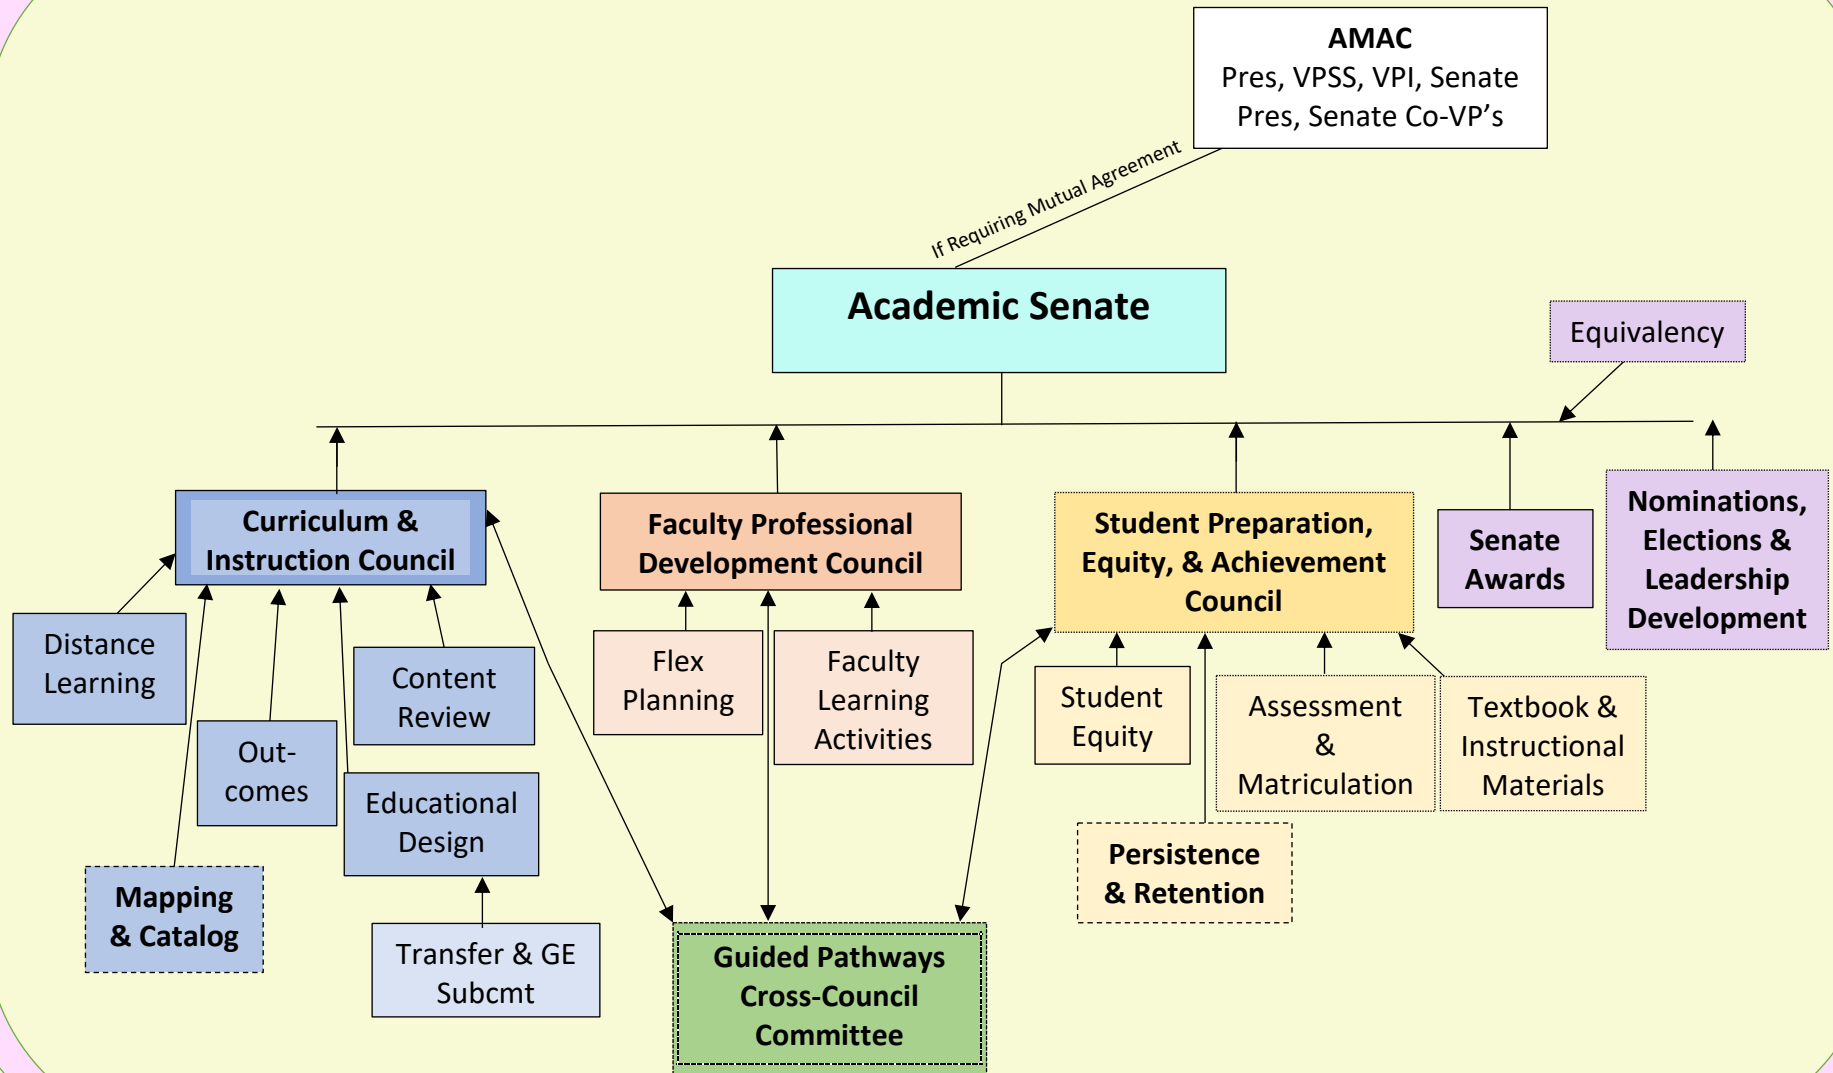 AMAC
Pres, VPSS, VPI, Senate
Pres, Senate Co-VP’s
If Requiring Mutual Agreement
Academic Senate
Equivalency
Curriculum &
Instruction Council
Faculty Professional
Development Council
Student Preparation,
Equity, & Achievement
Council
Senate
Awards
Nominations,
Elections &
Leadership
Development
Distance
Learning
Out-
comes
Content
Review
Educational
Design
Mapping
& Catalog
Transfer & GE
Subcmt
Flex
Planning
Faculty
Learning
Activities
Student
Equity
Assessment
&
Matriculation
Textbook &
Instructional
Materials
Persistence
& Retention
Guided Pathways
Cross-Council
Committee